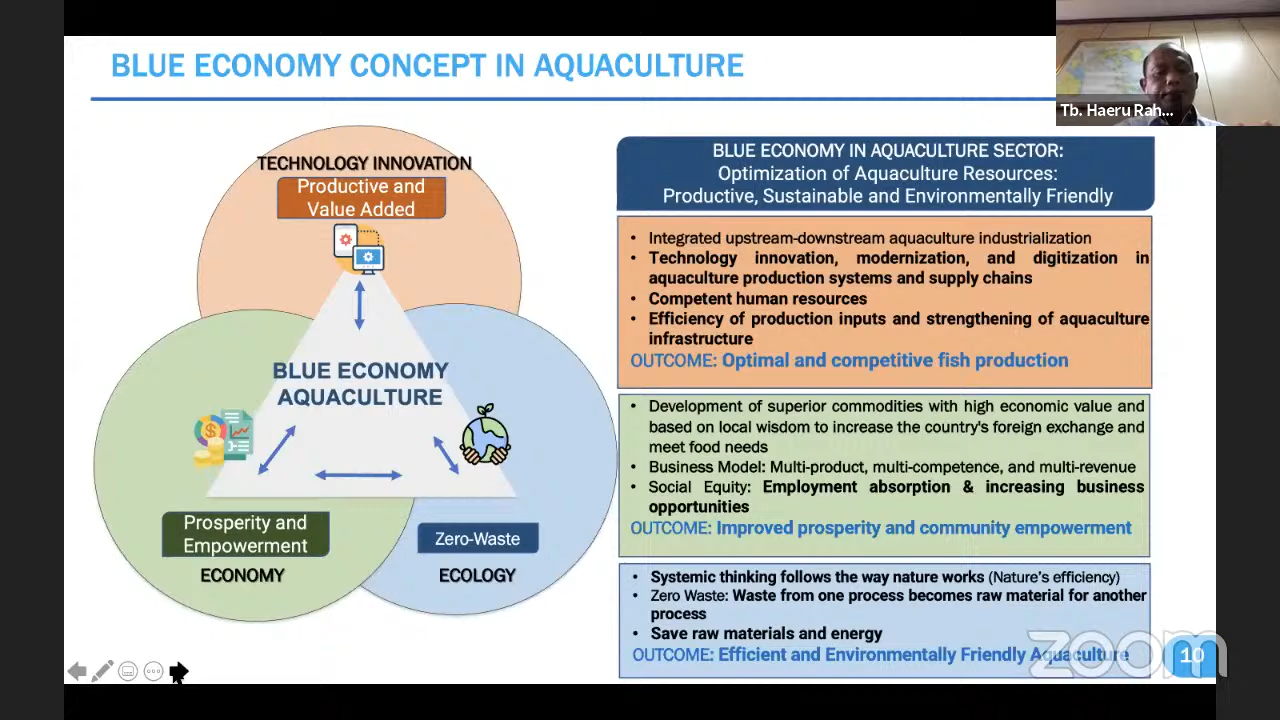 BLUE ECONOMY CONCEPT IN AQUACULTURE
Tb. Haeru Rah...
TECHNOLOGY INNOVATION
Productive and
Value Added
BLUE ECONOMY
AQUACULTURE
Prosperity and
Empowerment
ECONOMY
Zero-Waste
ECOLOGY
BLUE ECONOMY IN AQUACULTURE SECTOR:
Optimization of Aquaculture Resources:
Productive, Sustainable and Environmentally Friendly
• Integrated upstream-downstream aquaculture industrialization
• Technology innovation, modernization, and digitization in
aquaculture production systems and supply chains
• Competent human resources
• Efficiency of production inputs and strengthening of aquaculture
infrastructure
OUTCOME: Optimal and competitive fish production
• Development of superior commodities with high economic value and
based on local wisdom to increase the country's foreign exchange and
meet food needs
• Business Model: Multi-product, multi-competence, and multi-revenue
• Social Equity: Employment absorption & increasing business
opportunities
OUTCOME: Improved prosperity and community empowerment
• Systemic thinking follows the way nature works (Nature's efficiency)
• Zero Waste: Waste from one process becomes raw material for another
process
• Save raw materials and energy
OUTCOME: Efficient and Environmentally Friendly Aquaculture
zoom
10